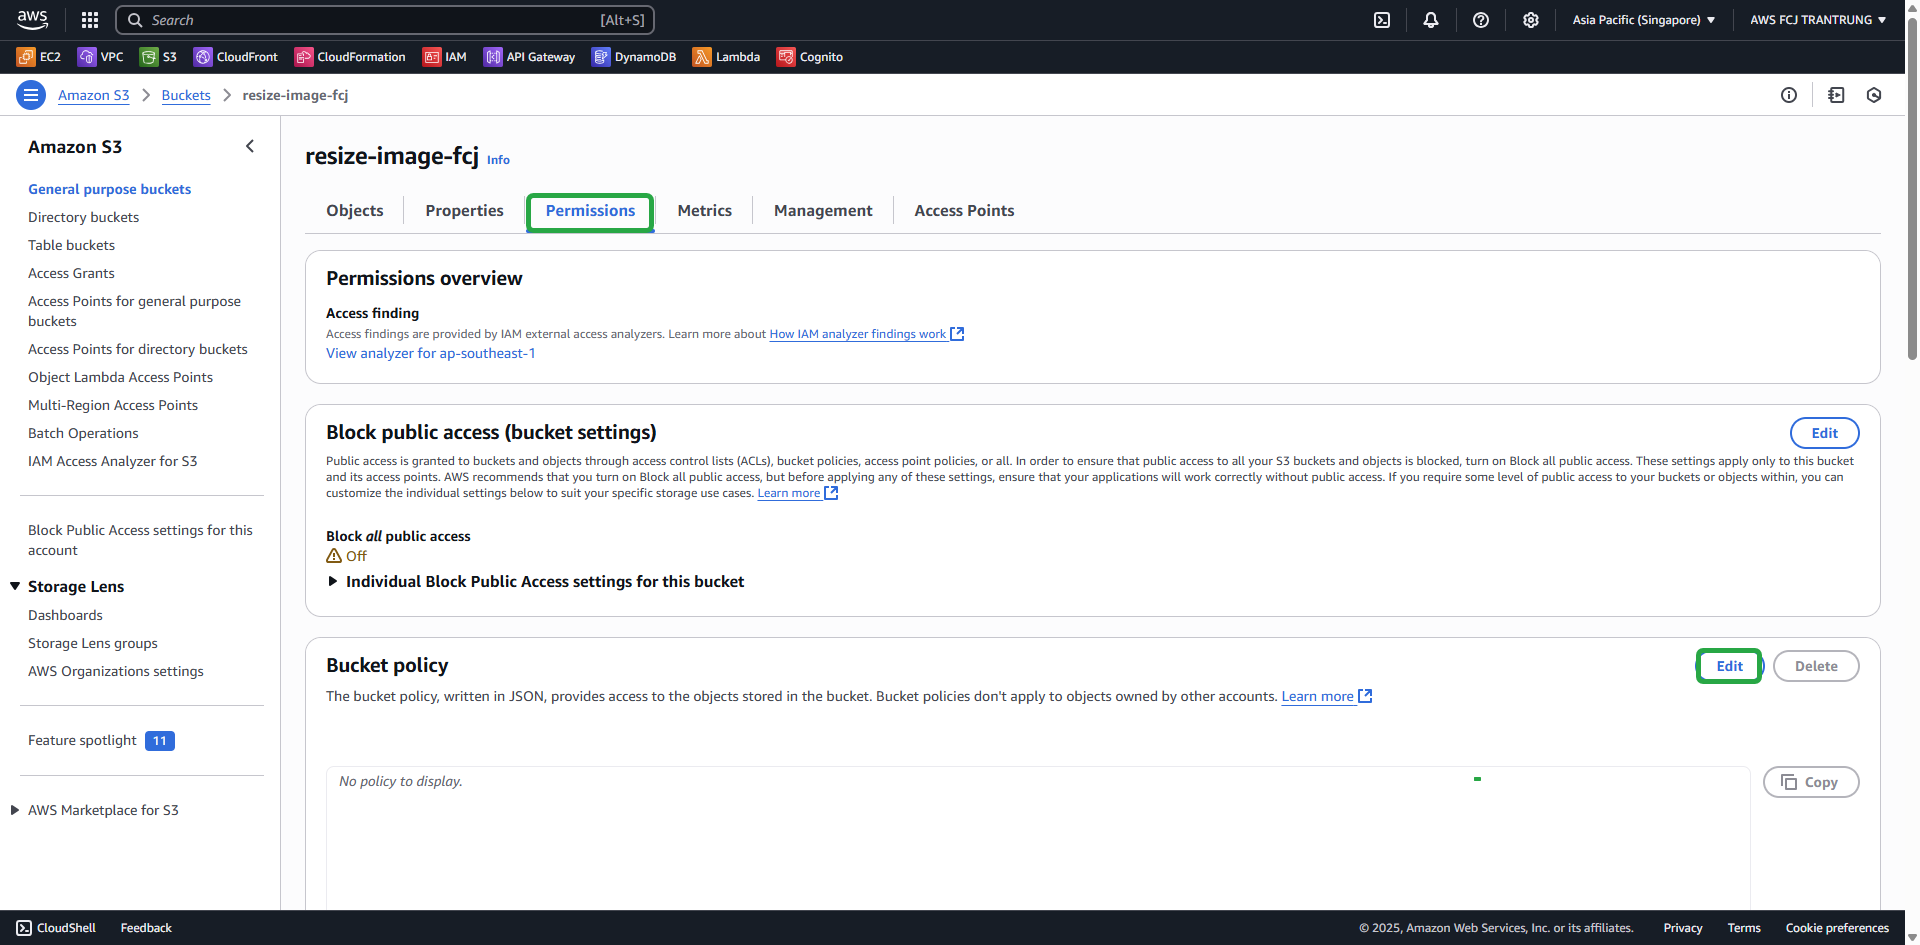 aws
Search [Alt+S]
Asia Pacific (Singapore)
AWS FCJ TRANTRUNG
EC2 VPC S3 CloudFront CloudFormation IAM API Gateway DynamoDB Lambda Cognito
Amazon S3 Buckets resize-image-fcj
Amazon S3
General purpose buckets
Directory buckets
Table buckets
Access Grants
Access Points for general purpose
buckets
Access Points for directory buckets
Object Lambda Access Points
Multi-Region Access Points
Batch Operations
IAM Access Analyzer for S3
Block Public Access settings for this
account
Storage Lens
Dashboards
Storage Lens groups
AWS Organizations settings
Feature spotlight 11
AWS Marketplace for S3
resize-image-fcj Info
Objects Properties Permissions Metrics Management Access Points
Permissions overview
Access finding
Access findings are provided by IAM external access analyzers. Learn more about How IAM analyzer findings work
View analyzer for ap-southeast-1
Block public access (bucket settings)
Edit
Public access is granted to buckets and objects through access control lists (ACLs), bucket policies, access point policies, or all. In order to ensure that public access to all your S3 buckets and objects is blocked, turn on Block all public access. These settings apply only to this bucket
and its access points. AWS recommends that you turn on Block all public access, but before applying any of these settings, ensure that your applications will work correctly without public access. If you require some level of public access to your buckets or objects within, you can
customize the individual settings below to suit your specific storage use cases. Learn more
Block all public access
Off
Individual Block Public Access settings for this bucket
Bucket policy
Edit Delete
The bucket policy, written in JSON, provides access to the objects stored in the bucket. Bucket policies don't apply to objects owned by other accounts. Learn more
No policy to display.
Copy
CloudShell Feedback
© 2025, Amazon Web Services, Inc. or its affiliates. Privacy Terms Cookie preferences